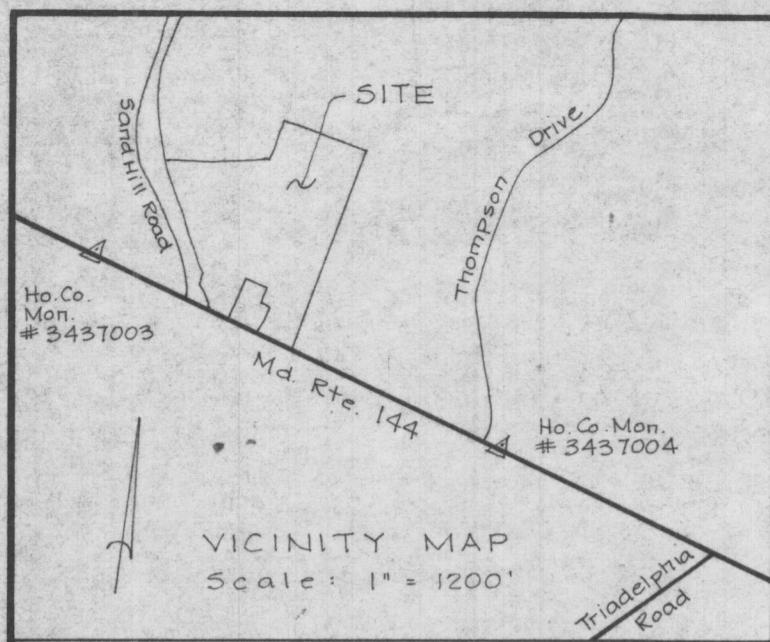 SITE
Sand Hill Road
Thompson Drive
Ho. Co.
Mon.
# 3437003
Md. Rte. 144
Ho. Co. Mon.
# 3437004
VICINITY MAP
Scale: 1" = 1200'
Triadelphia
Road